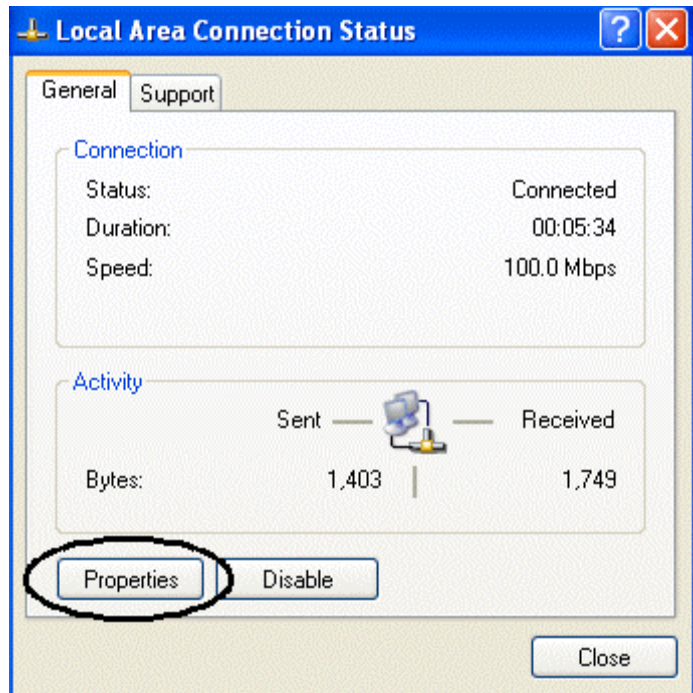 Local Area Connection Status
General Support
Connection
Status: Connected
Duration: 00:05:34
Speed: 100.0 Mbps
Activity
Sent Received
Bytes: 1,403 1,749
Properties Disable
Close